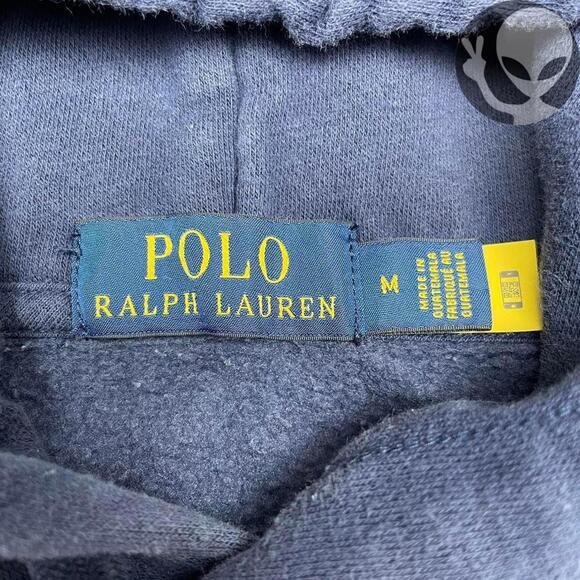 POLO
RALPH LAUREN
M
MADE IN
GUATEMALA
FABRIQUÉ AU
GUATEMALA